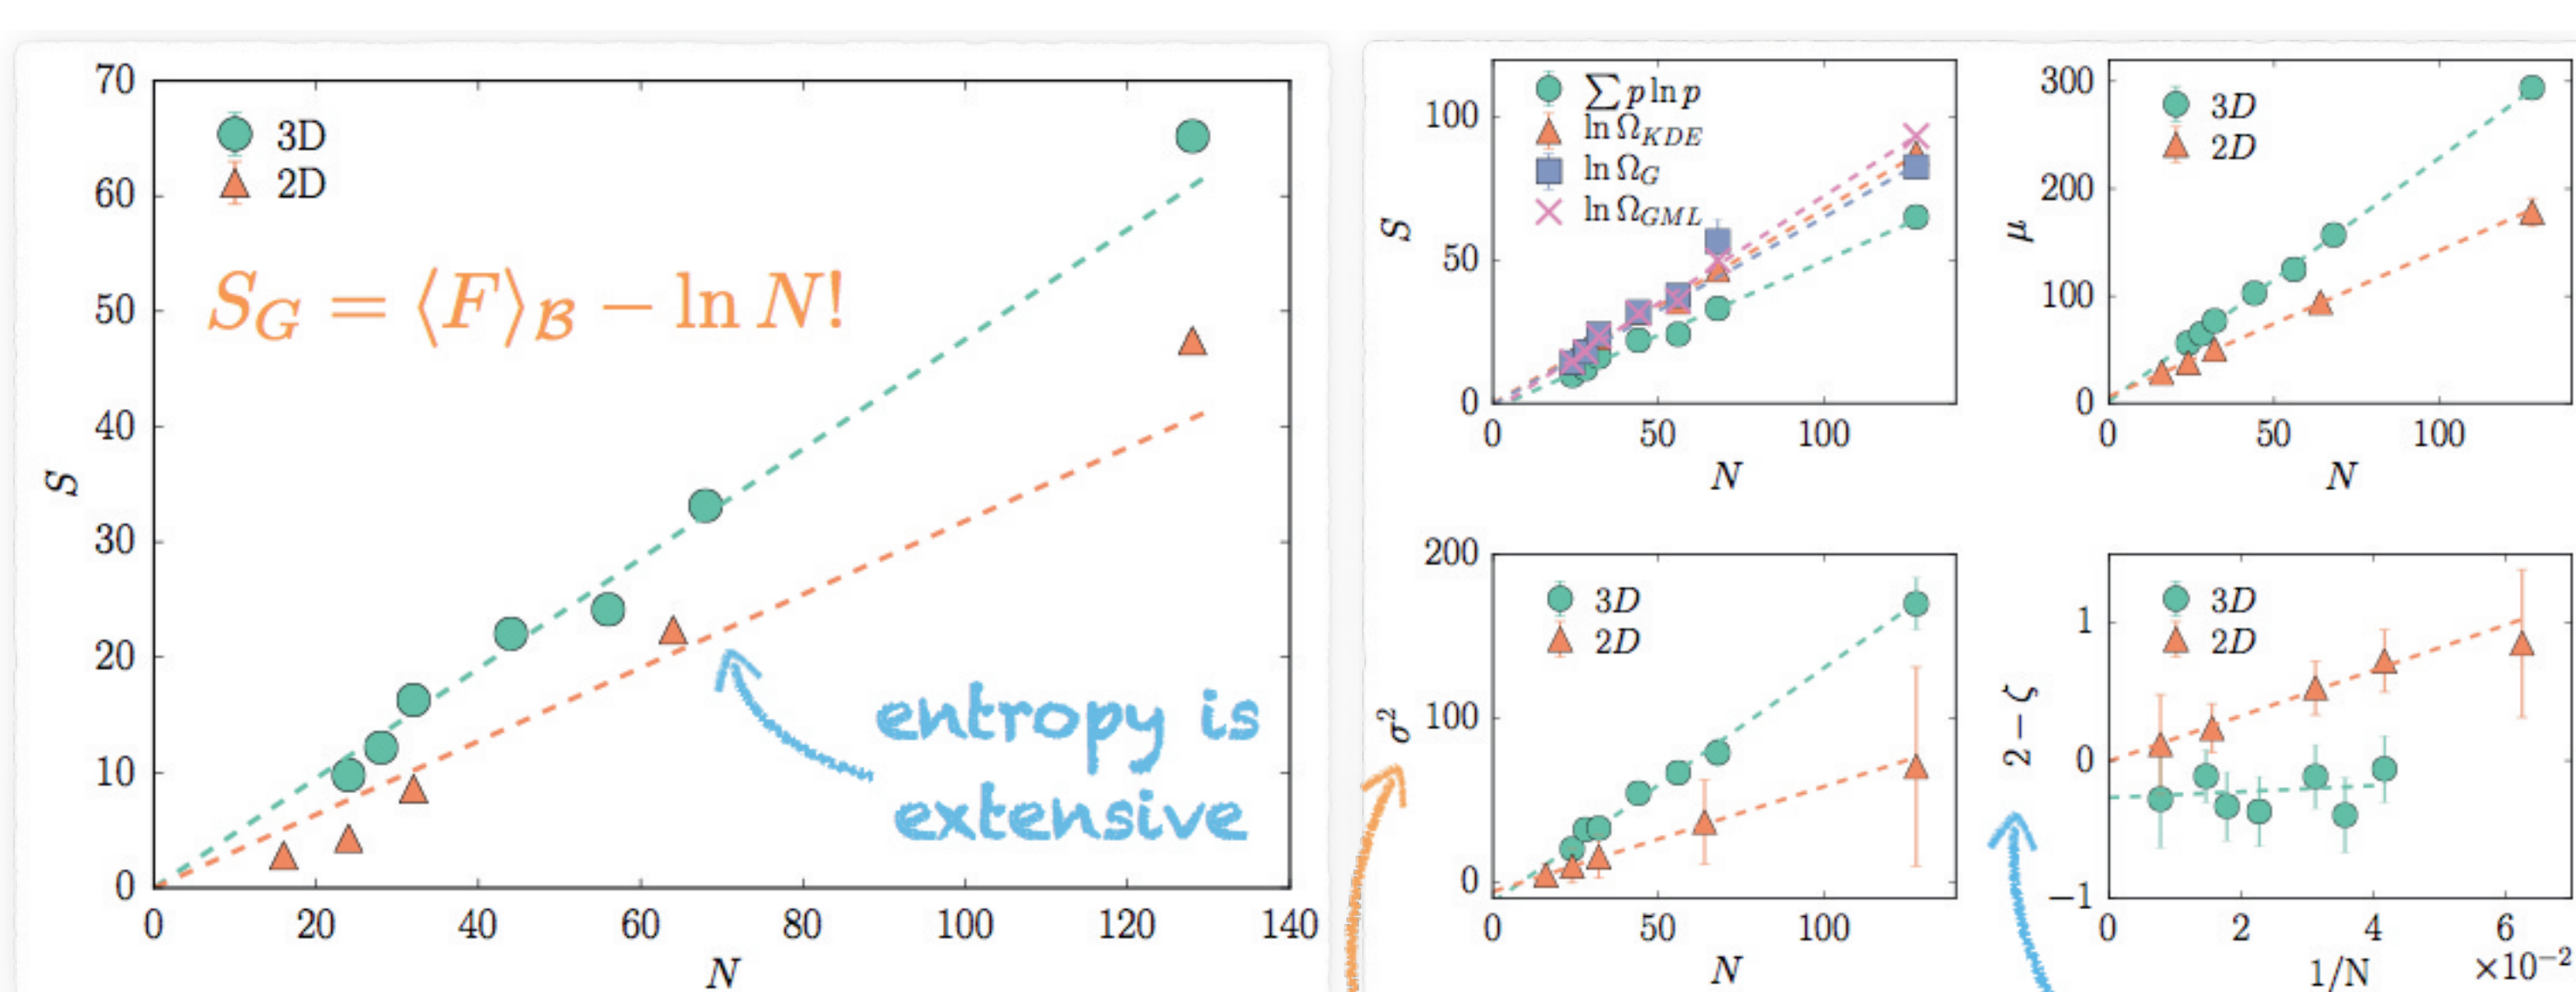 70
60
50
40
30
20
10
0
S
3D
2D
S_G = ⟨F⟩_B − ln N!
entropy is
extensive
0 20 40 60 80 100 120 140
N
100
50
0
S
∑ p ln p
ln Ω_KDE
ln Ω_G
ln Ω_GML
0 50 100
N
300
200
100
0
μ
3D
2D
0 50 100
N
200
100
0
σ²
3D
2D
0 50 100
N
1
0
−1
2 − ζ
3D
2D
0 2 4 6
1/N ×10⁻²